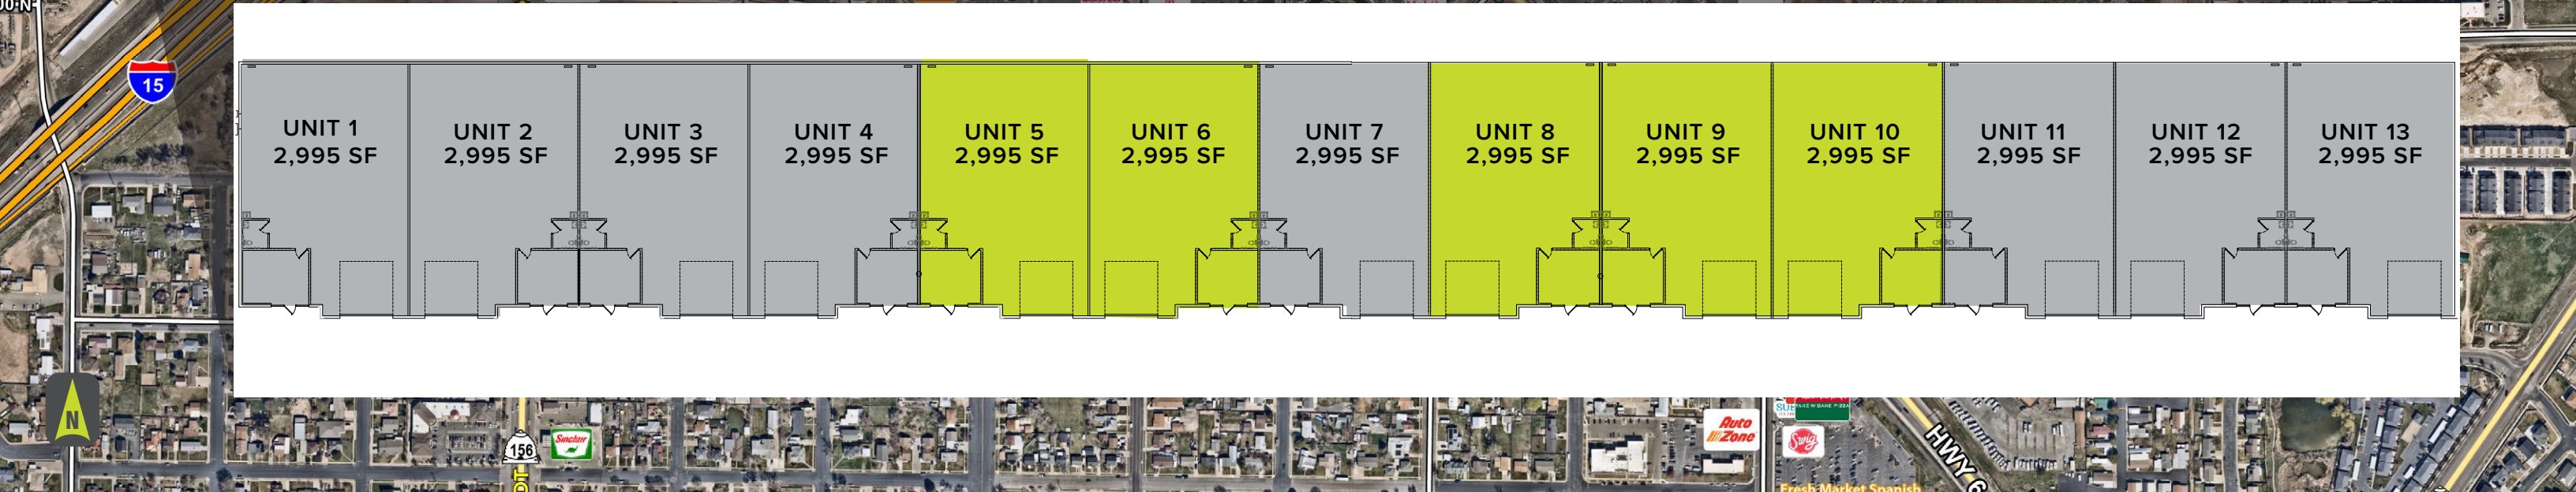 15
UNIT 1
2,995 SF
UNIT 2
2,995 SF
UNIT 3
2,995 SF
UNIT 4
2,995 SF
UNIT 5
2,995 SF
UNIT 6
2,995 SF
UNIT 7
2,995 SF
UNIT 8
2,995 SF
UNIT 9
2,995 SF
UNIT 10
2,995 SF
UNIT 11
2,995 SF
UNIT 12
2,995 SF
UNIT 13
2,995 SF
N
156
Sinclair
Auto
Zone
Swig
HWY 6
Fresh Market Spanish